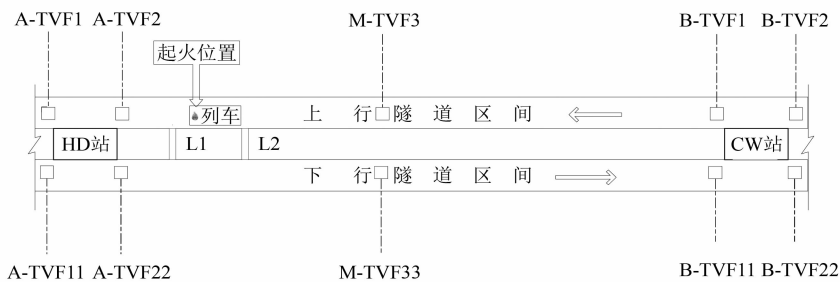 A-TVF1 A-TVF2 M-TVF3 B-TVF1 B-TVF2
起火位置
列车 上行隧道区间
HD站 L1 L2 CW站
下行隧道区间
A-TVF11 A-TVF22 M-TVF33 B-TVF11 B-TVF22